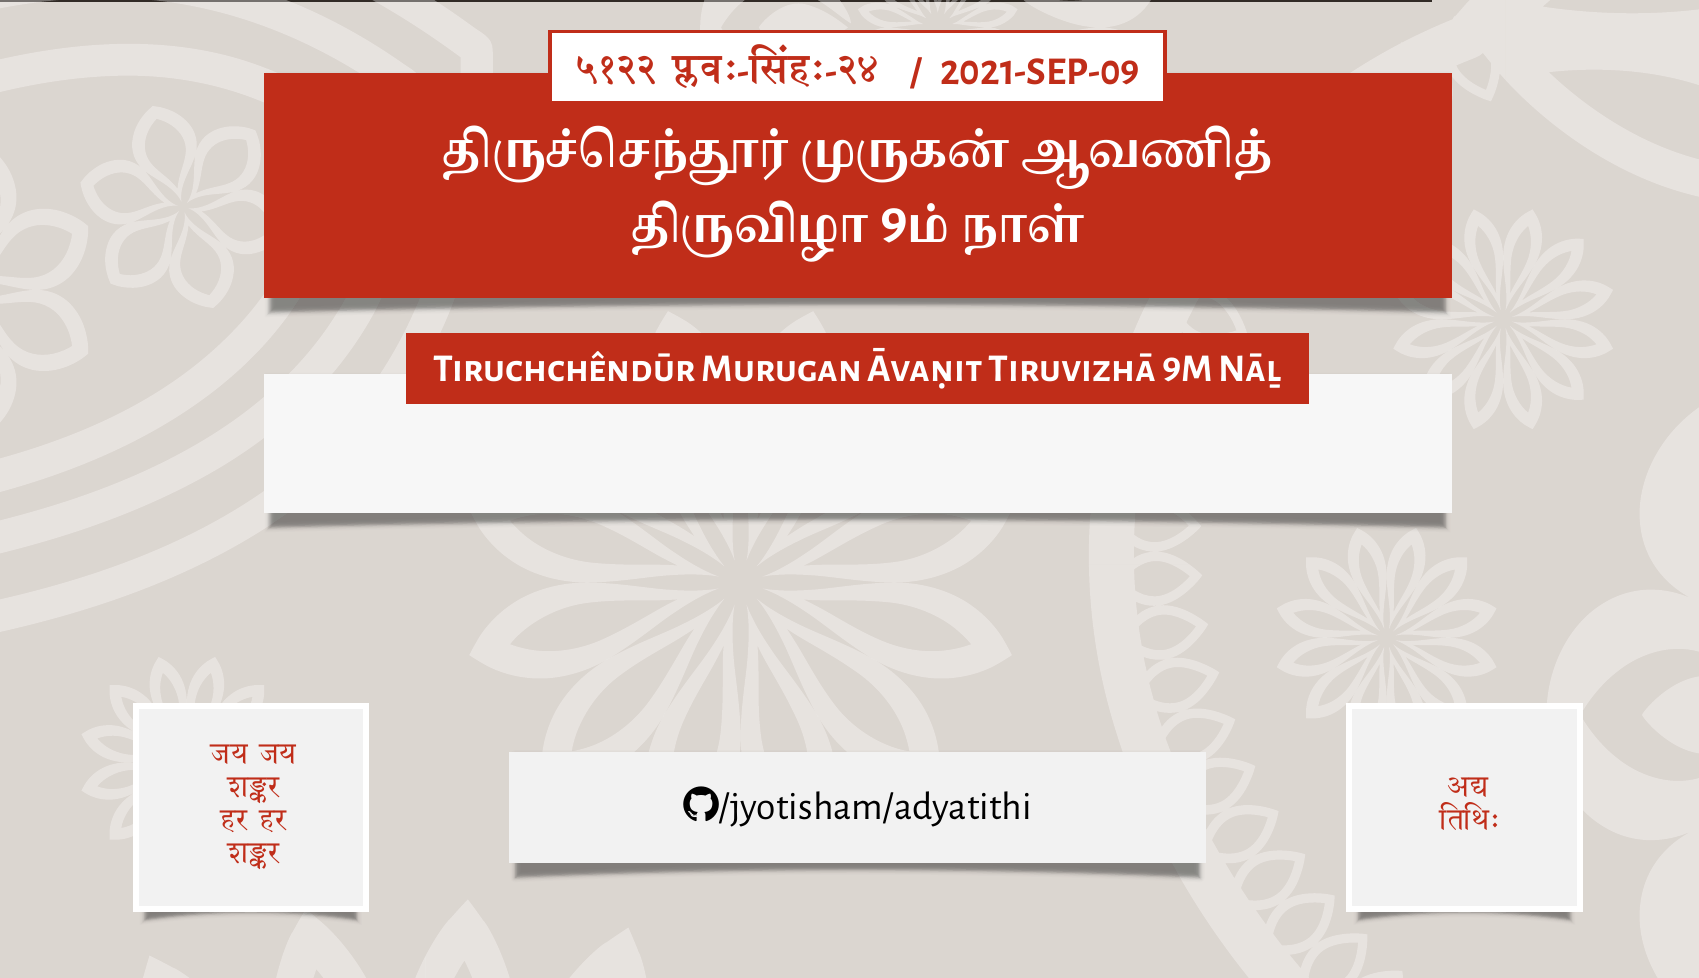 ५१२२ प्लवः-सिंहः-२४ / 2021-SEP-09
திருச்செந்தூர் முருகன் ஆவணித்
திருவிழா 9ம் நாள்
Tiruchchêndūr Murugan Āvaṇit Tiruvizhā 9m Nāḻ
जय जय
शङ्कर
हर हर
शङ्कर
/jyotisham/adyatithi
अद्य
तिथिः